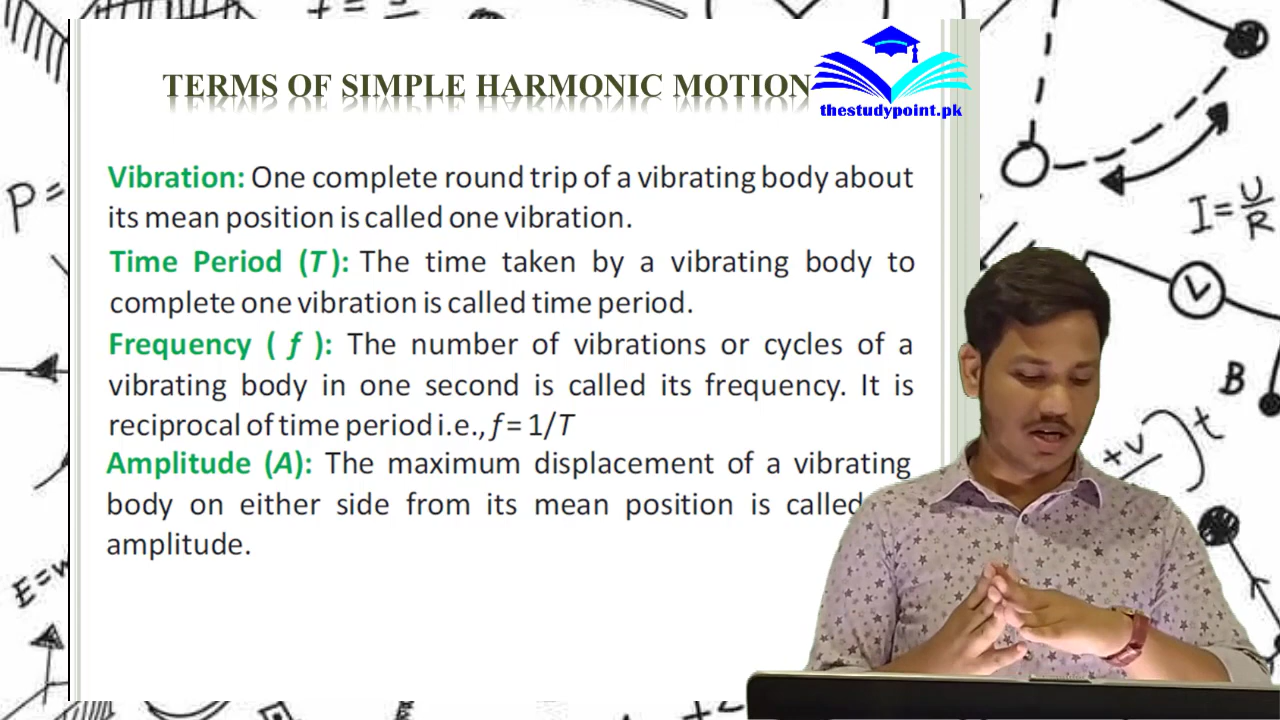 TERMS OF SIMPLE HARMONIC MOTION
thestudypoint.pk
Vibration: One complete round trip of a vibrating body about
its mean position is called one vibration.
Time Period (T): The time taken by a vibrating body to
complete one vibration is called time period.
Frequency ( f ): The number of vibrations or cycles of a
vibrating body in one second is called its frequency. It is
reciprocal of time period i.e., f = 1/T
Amplitude (A): The maximum displacement of a vibrating
body on either side from its mean position is called
amplitude.
P=
I=U/R
V
B
+v
t